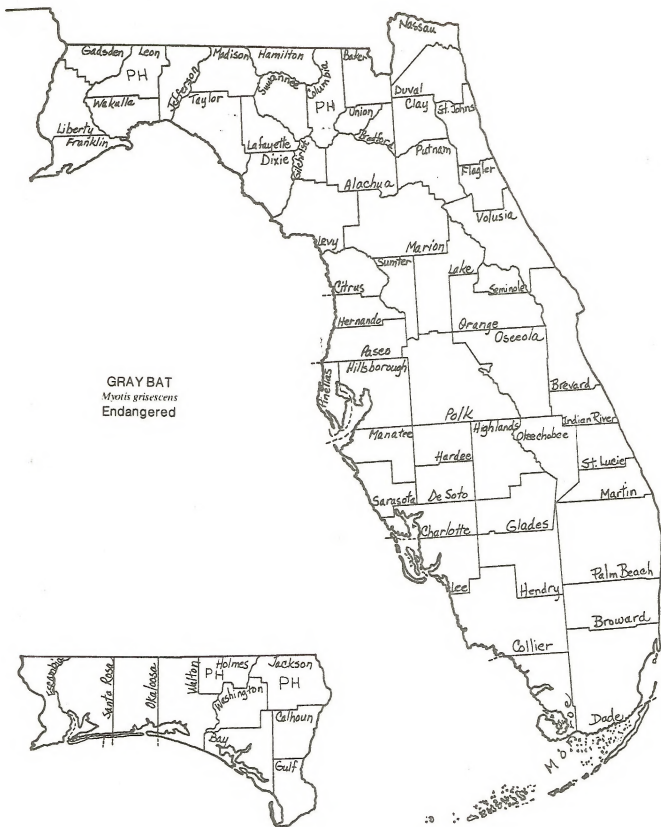 Nassau
Gadsden
Leon
Madison
Hamilton
Baker
PH
Jefferson
Suwannee
Columbia
PH
Duval
Wakulla
Taylor
Union
Clay
St. Johns
Bradford
Liberty
Franklin
Lafayette
Dixie
Gilchrist
Putnam
Alachua
Flagler
Volusia
Levy
Marion
Sumter
Lake
Citrus
Seminole
Hernando
Orange
Osceola
Pasco
Hillsborough
Pinellas
GRAY BAT
Myotis grisescens
Endangered
Brevard
Polk
Highlands
Okeechobee
Indian River
Manatee
Hardee
St. Lucie
Sarasota
De Soto
Martin
Charlotte
Glades
Lee
Hendry
Palm Beach
Broward
Collier
Monroe
Dade
Escambia
Santa Rosa
Okaloosa
Walton
Holmes
Jackson
PH
PH
Washington
Calhoun
Bay
Gulf